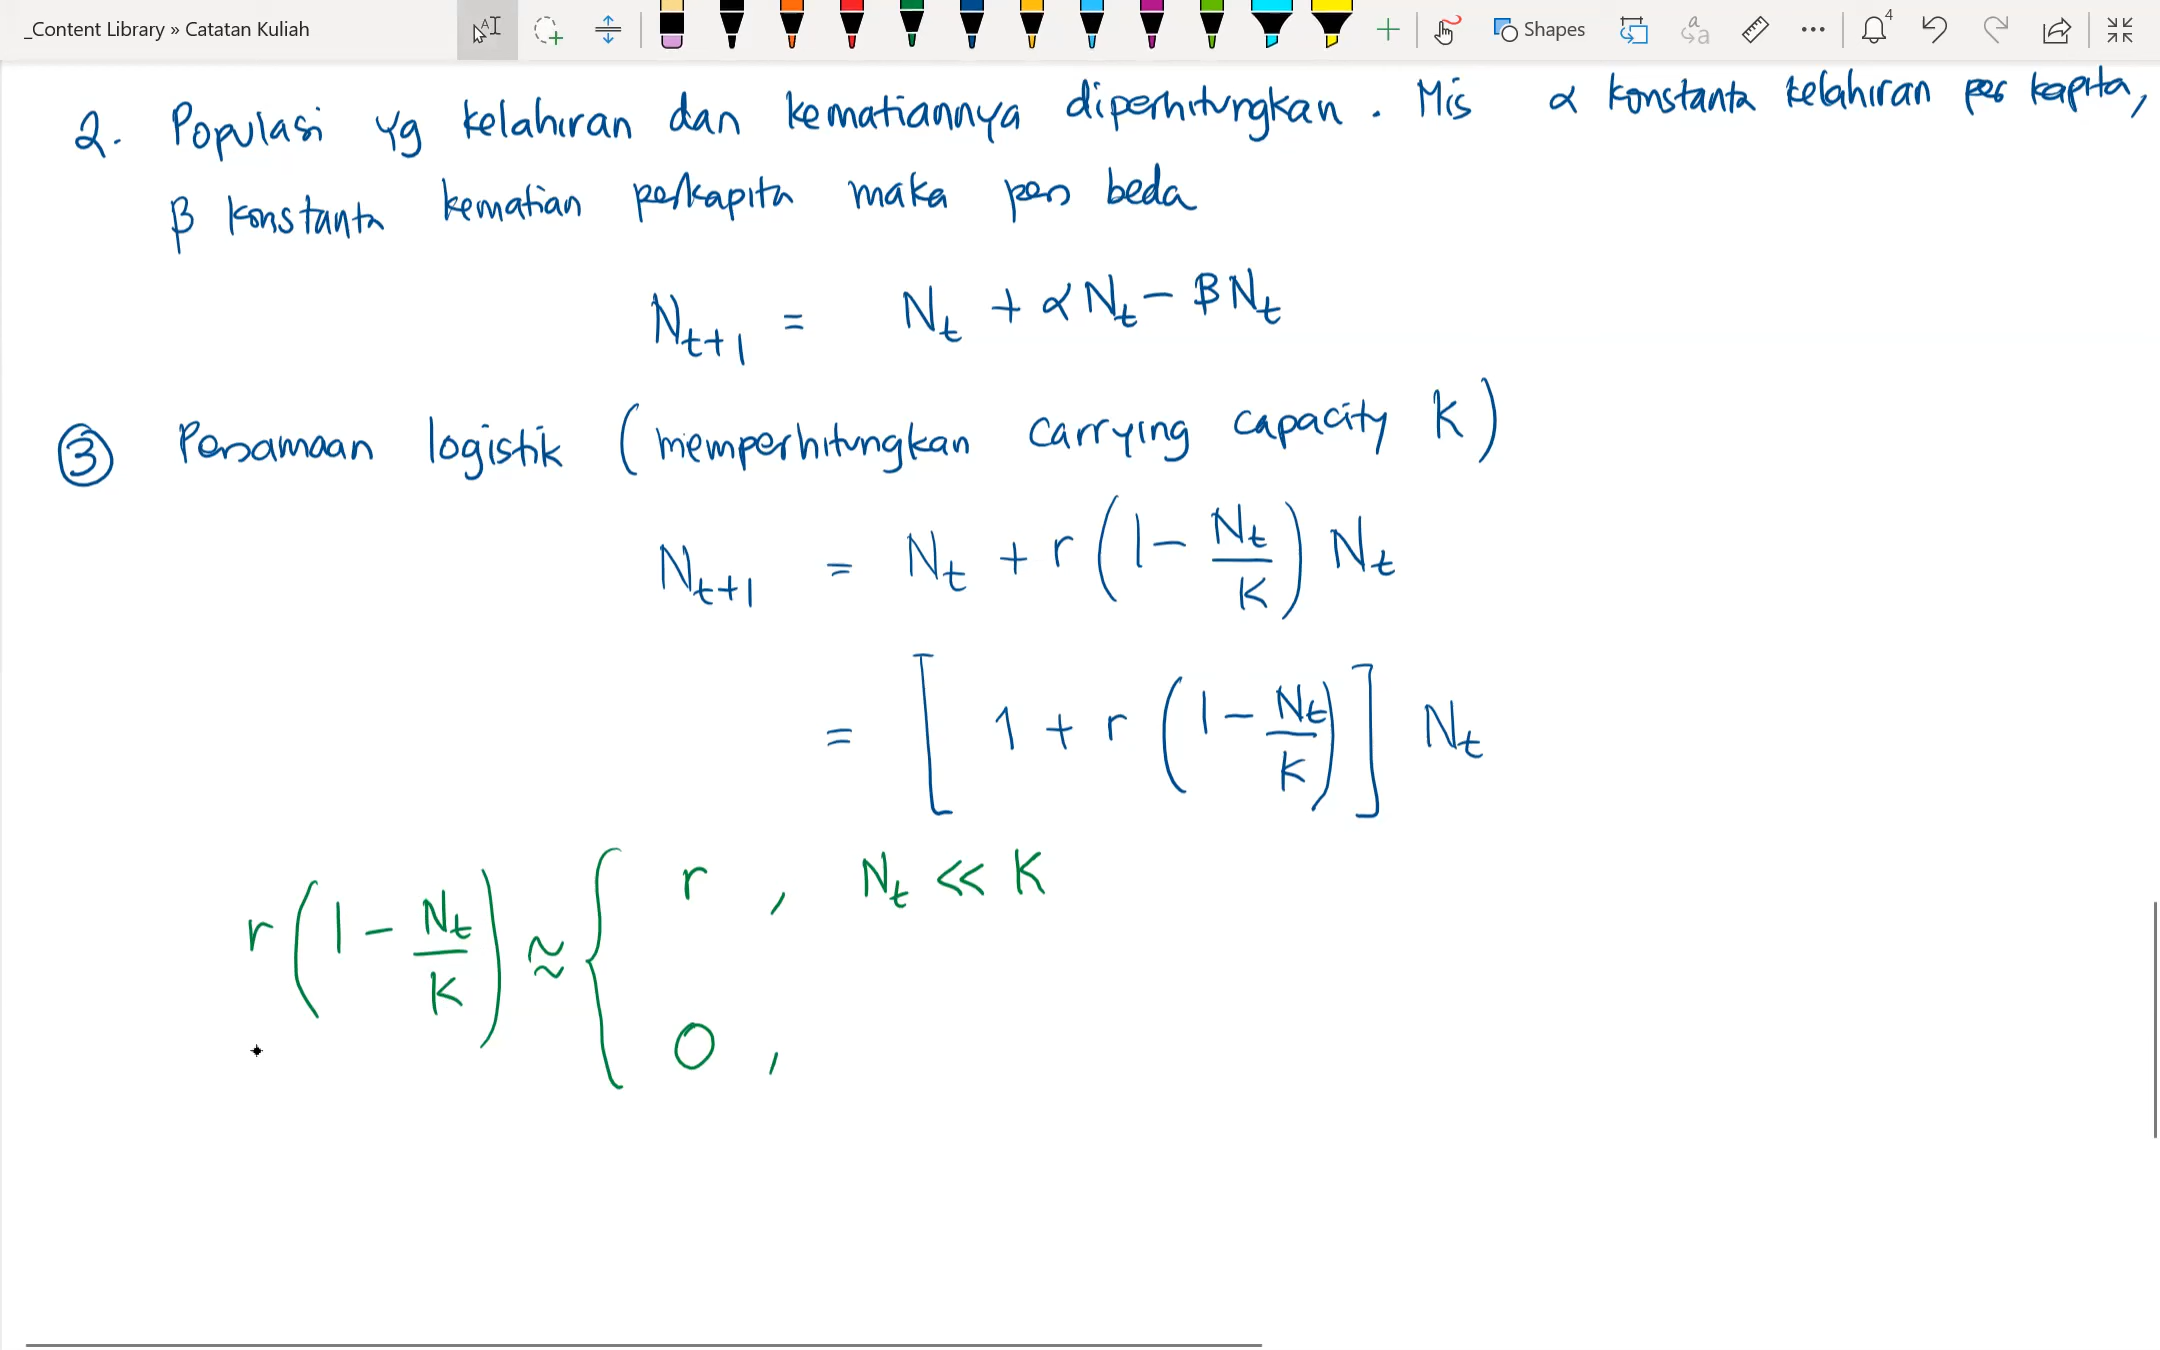 _Content Library » Catatan Kuliah
Shapes
4
2. Populasi yg kelahiran dan kematiannya diperhitungkan. Mis α konstanta kelahiran per kapita,
β konstanta kematian perkapita maka pers beda
N_{t+1} = N_t + αN_t − βN_t
③ Persamaan logistik (memperhitungkan carrying capacity K)
N_{t+1} = N_t + r(1 − N_t/K) N_t
= [1 + r(1 − N_t/K)] N_t
r(1 − N_t/K) ≈ { r , N_t << K
0 ,